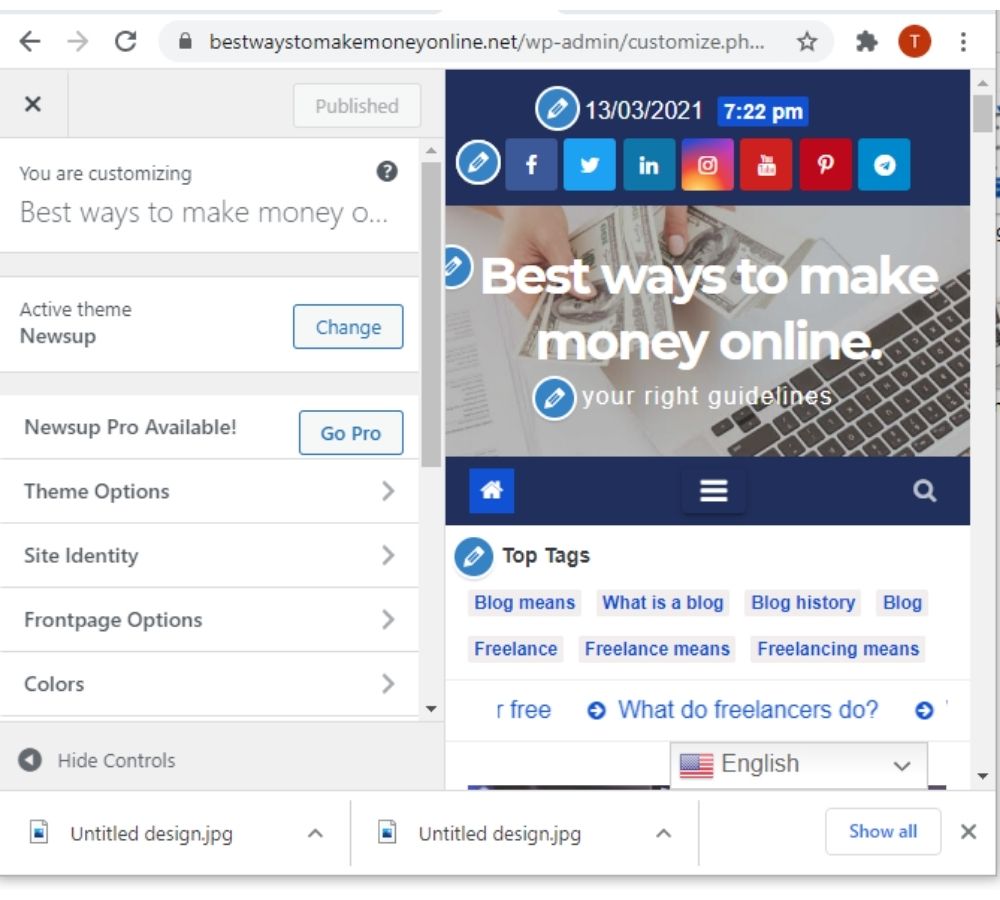 bestwaystomakemoneyonline.net/wp-admin/customize.ph...
T
Published
You are customizing
Best ways to make money o...
Active theme
Newsup
Change
Newsup Pro Available!
Go Pro
Theme Options
Site Identity
Frontpage Options
Colors
Hide Controls
13/03/2021 7:22 pm
f in You Tube
Best ways to make
money online.
your right guidelines
Top Tags
Blog means What is a blog Blog history Blog
Freelance Freelance means Freelancing means
r free What do freelancers do?
English
Untitled design.jpg Untitled design.jpg Show all